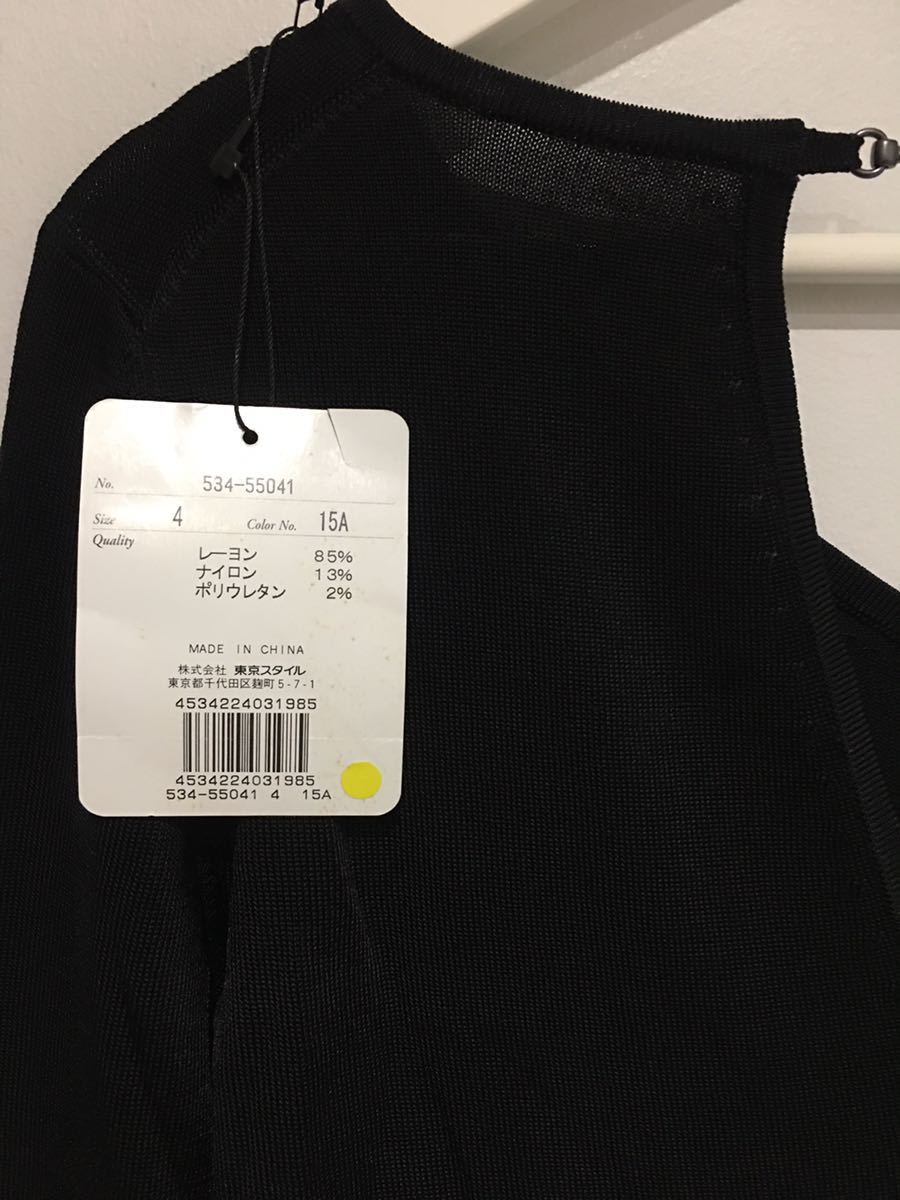 No. 534-55041
Size 4 Color No. 15A
Quality
レーヨン 85%
ナイロン 13%
ポリウレタン 2%
MADE IN CHINA
株式会社 東京スタイル
東京都千代田区麹町5-7-1
4534224031985
4534224031985
534-55041 4 15A